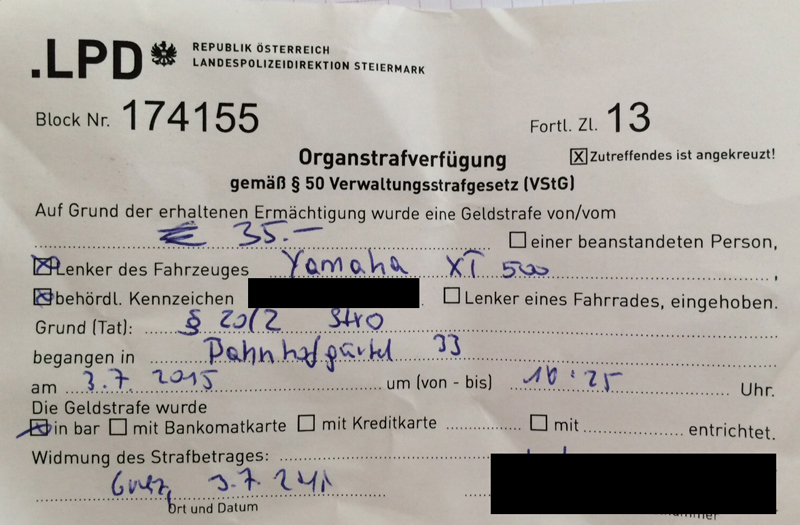 .LPD REPUBLIK ÖSTERREICH
LANDESPOLIZEIDIREKTION STEIERMARK
Block Nr. 174155 Fortl. Zl. 13
Organstrafverfügung
X Zutreffendes ist angekreuzt!
gemäß § 50 Verwaltungsstrafgesetz (VStG)
Auf Grund der erhaltenen Ermächtigung wurde eine Geldstrafe von/vom
€ 35.- einer beanstandeten Person,
X Lenker des Fahrzeuges Yamaha XT 500,
X behördl. Kennzeichen Lenker eines Fahrrades, eingehoben.
Grund (Tat): § 20/2 StVO
begangen in Bahnhofgürtel 33
am 3.7.2015 um (von - bis) 10:25 Uhr.
Die Geldstrafe wurde
X in bar mit Bankomatkarte mit Kreditkarte mit entrichtet.
Widmung des Strafbetrages:
Graz, 3.7.
Ort und Datum